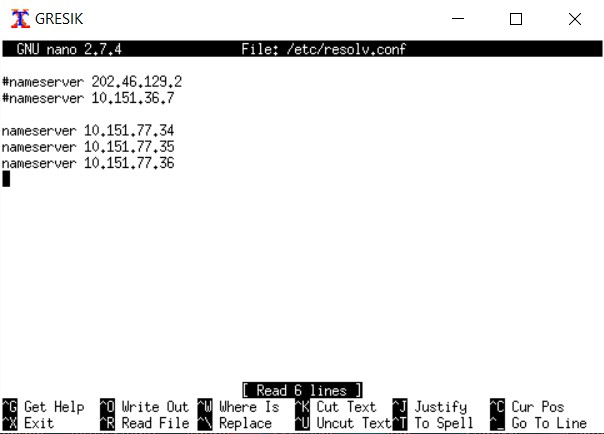 GRESIK
GNU nano 2.7.4 File: /etc/resolv.conf
#nameserver 202.46.129.2
#nameserver 10.151.36.7
nameserver 10.151.77.34
nameserver 10.151.77.35
nameserver 10.151.77.36
[ Read 6 lines ]
^G Get Help ^O Write Out ^W Where Is ^K Cut Text ^J Justify ^C Cur Pos
^X Exit ^R Read File ^\ Replace ^U Uncut Text ^T To Spell ^_ Go To Line